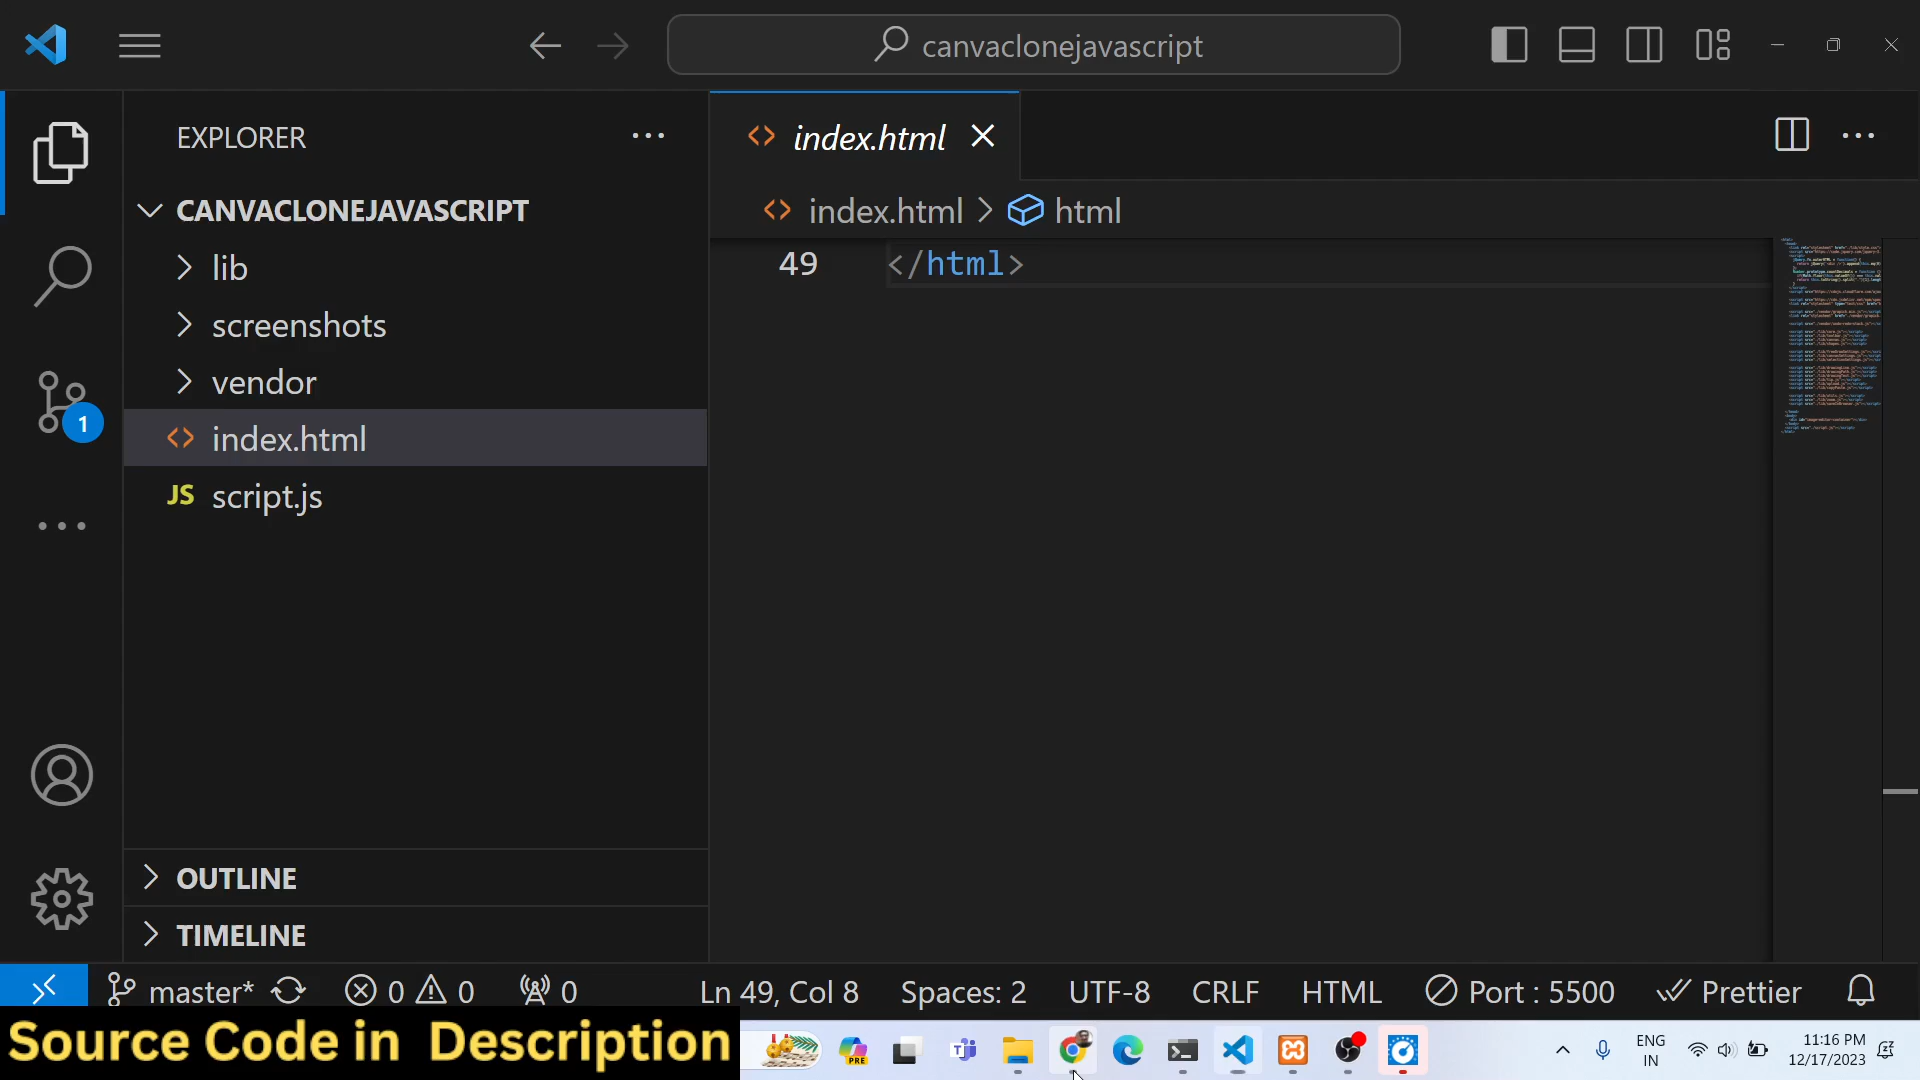 canvaclonejavascript
EXPLORER
CANVACLONEJAVASCRIPT
lib
screenshots
vendor
index.html
JS script.js
OUTLINE
TIMELINE
index.html
index.html > html
49 </html>
1
master* 0 0 0 Ln 49, Col 8 Spaces: 2 UTF-8 CRLF HTML Port : 5500 Prettier
Source Code in Description
PRE
ENG
IN
11:16 PM
12/17/2023